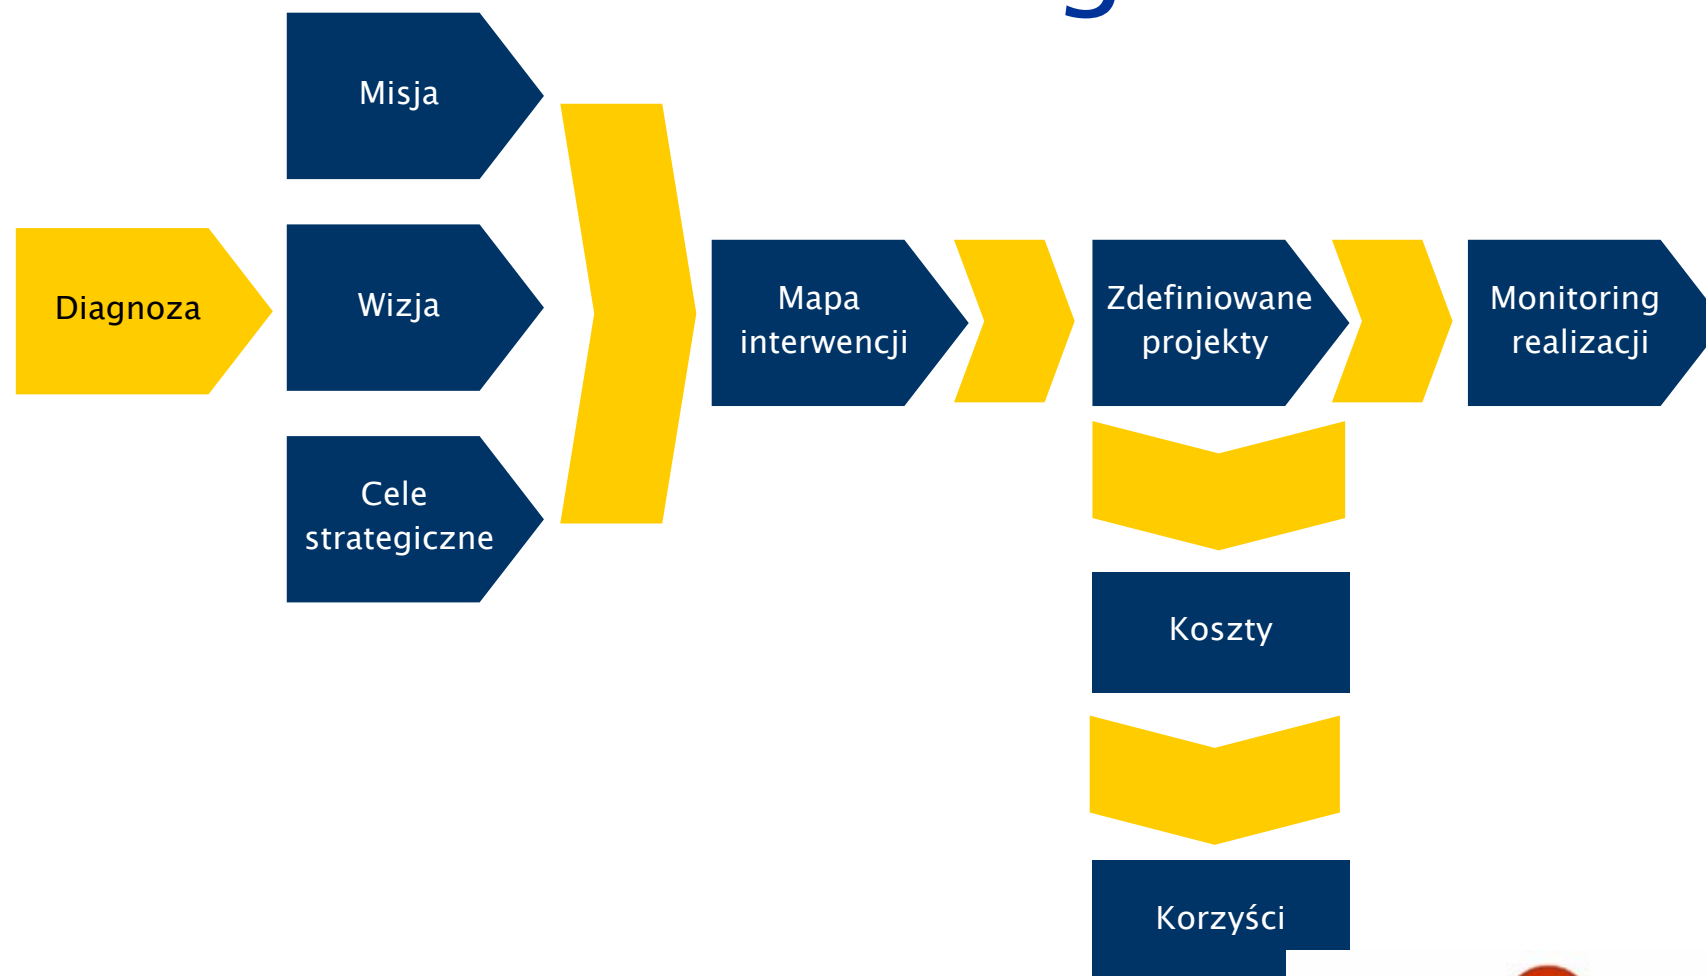 g
Misja
Diagnoza
Wizja
Cele
strategiczne
Mapa
interwencji
Zdefiniowane
projekty
Monitoring
realizacji
Koszty
Korzyści